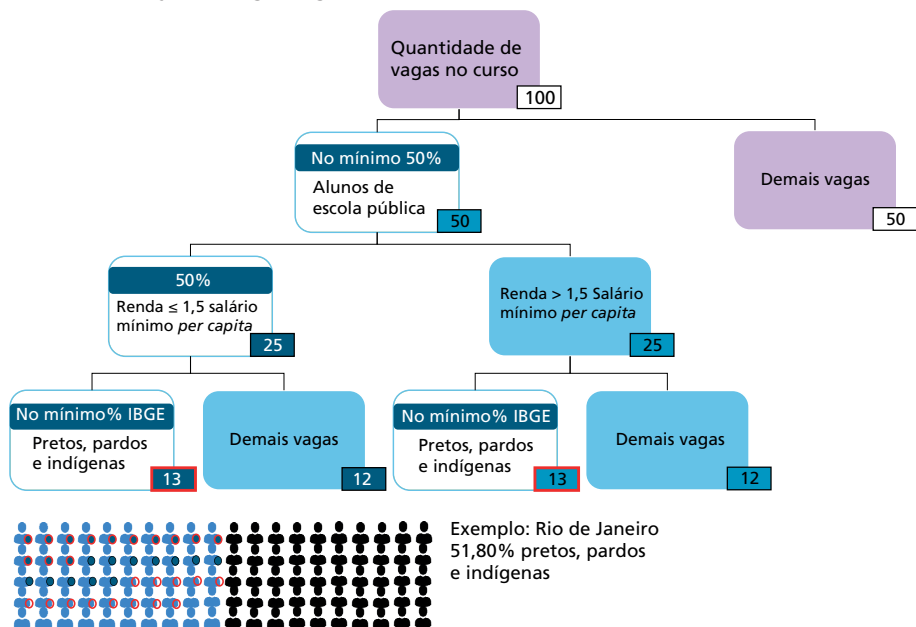 Quantidade de
vagas no curso
100
No mínimo 50%
Alunos de
escola pública
50
Demais vagas
50
50%
Renda ≤ 1,5 salário
mínimo per capita
25
Renda > 1,5 Salário
mínimo per capita
25
No mínimo% IBGE
Pretos, pardos
e indígenas
13
Demais vagas
12
No mínimo% IBGE
Pretos, pardos
e indígenas
13
Demais vagas
12
Exemplo: Rio de Janeiro
51,80% pretos, pardos
e indígenas